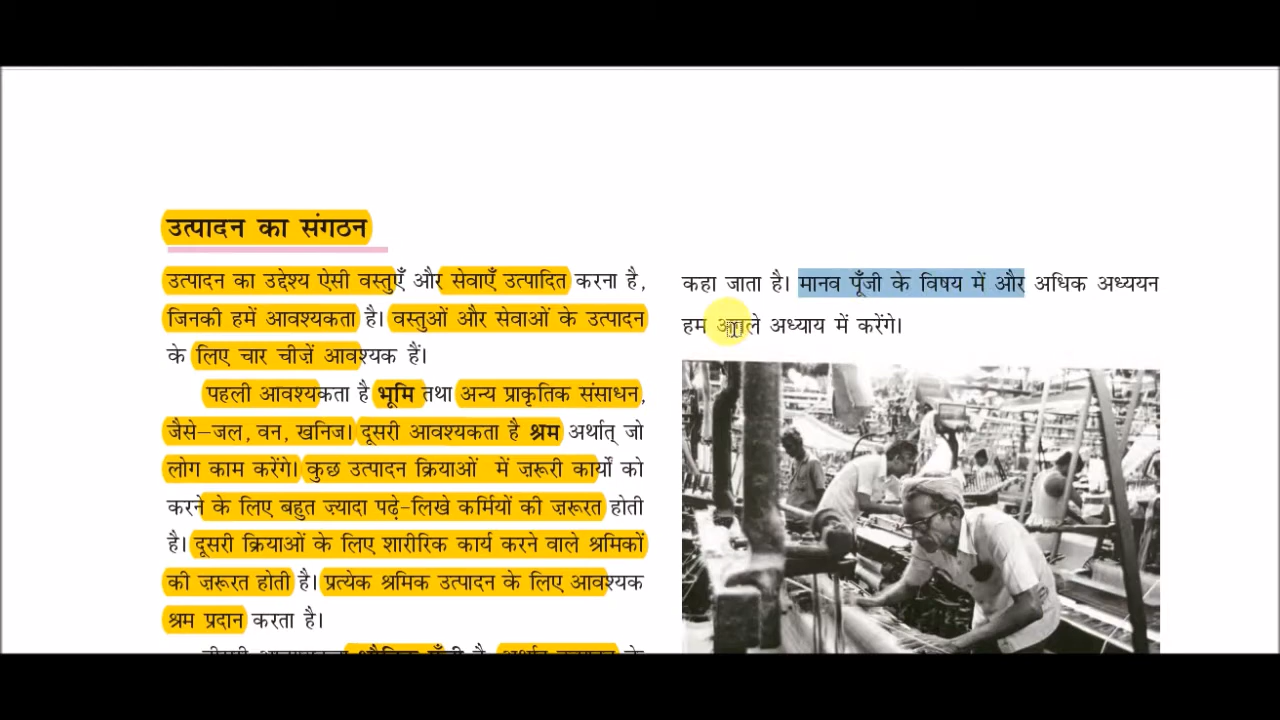 उत्पादन का संगठन
उत्पादन का उद्देश्य ऐसी वस्तुएँ और सेवाएँ उत्पादित करना है,
जिनकी हमें आवश्यकता है। वस्तुओं और सेवाओं के उत्पादन
के लिए चार चीज़ें आवश्यक हैं।
पहली आवश्यकता है भूमि तथा अन्य प्राकृतिक संसाधन,
जैसे–जल, वन, खनिज। दूसरी आवश्यकता है श्रम अर्थात् जो
लोग काम करेंगे। कुछ उत्पादन क्रियाओं में ज़रूरी कार्यों को
करने के लिए बहुत ज्यादा पढ़े-लिखे कर्मियों की ज़रूरत होती
है। दूसरी क्रियाओं के लिए शारीरिक कार्य करने वाले श्रमिकों
की ज़रूरत होती है। प्रत्येक श्रमिक उत्पादन के लिए आवश्यक
श्रम प्रदान करता है।
कहा जाता है। मानव पूँजी के विषय में और अधिक अध्ययन
हम अगले अध्याय में करेंगे।